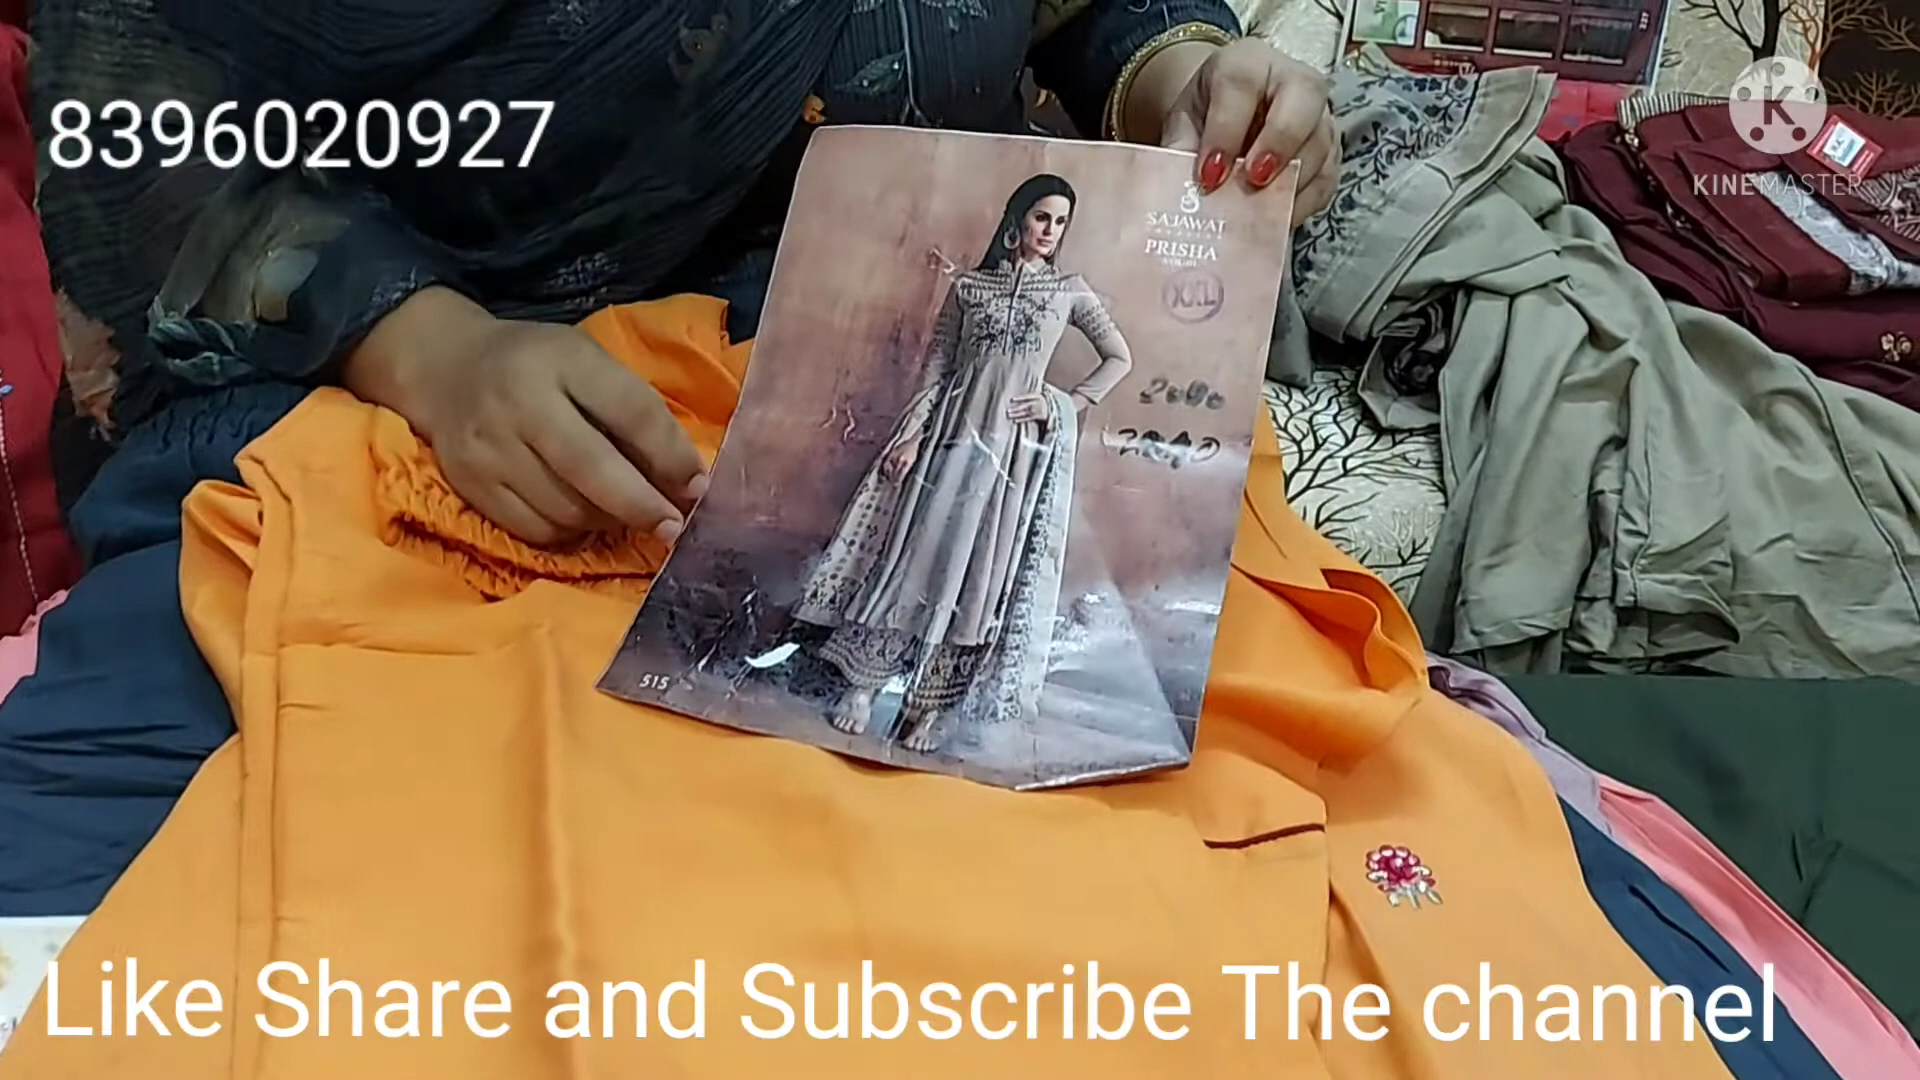 8396020927
KINEMASTER
SAJAWAT
PRISHA
XXL
515
Like Share and Subscribe The channel